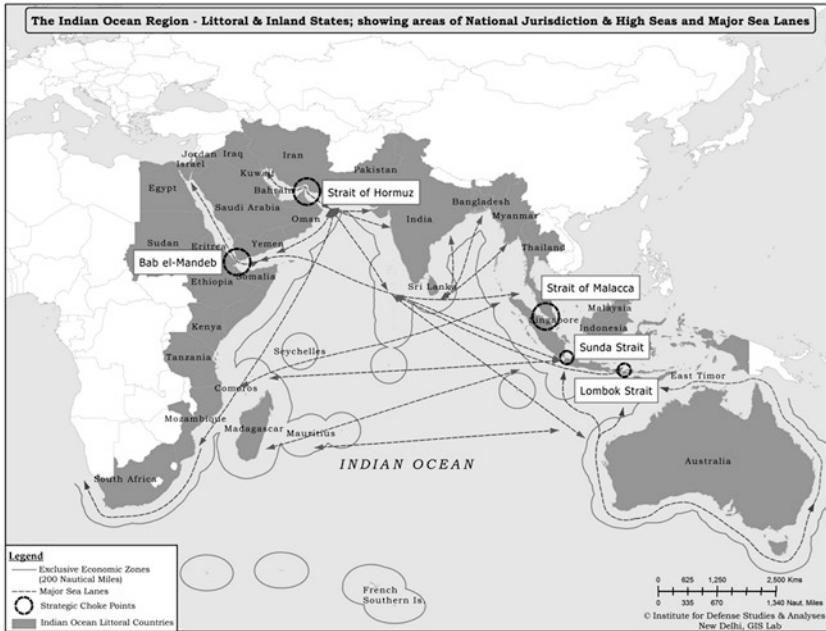 The Indian Ocean Region - Littoral & Inland States; showing areas of National Jurisdiction & High Seas and Major Sea Lanes
Jordan
Iraq
Iran
Israel
Kuwait
Pakistan
Egypt
Bahrain
Strait of Hormuz
Bangladesh
Saudi Arabia
Oman
India
Myanmar
Sudan
Eritrea
Yemen
Thailand
Bab el-Mandeb
Ethiopia
Somalia
Sri Lanka
Strait of Malacca
Malaysia
Singapore
Indonesia
Kenya
Sunda Strait
Seychelles
Tanzania
East Timor
Comoros
Lombok Strait
Mozambique
Madagascar
Mauritius
INDIAN OCEAN
Australia
South Africa
French
Southern Is.
Legend
Exclusive Economic Zones
(200 Nautical Miles)
Major Sea Lanes
Strategic Choke Points
Indian Ocean Littoral Countries
0 625 1,250 2,500 Kms
0 335 670 1,340 Naut. Miles
© Institute for Defense Studies & Analyses
New Delhi, GIS Lab